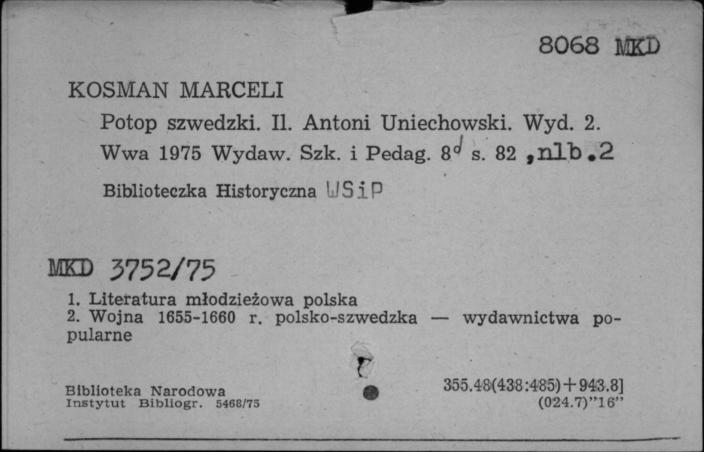 8068 MKD
KOSMAN MARCELI
Potop szwedzki. Il. Antoni Uniechowski. Wyd. 2.
Wwa 1975 Wydaw. Szk. i Pedag. 8d s. 82 ,nlb.2
Biblioteczka Historyczna WSiP
MKD 3752/75
1. Literatura młodzieżowa polska
2. Wojna 1655-1660 r. polsko-szwedzka — wydawnictwa po-
pularne
Biblioteka Narodowa
Instytut Bibliogr. 5468/75
355.48(438:485)+943.8]
(024.7)"16"